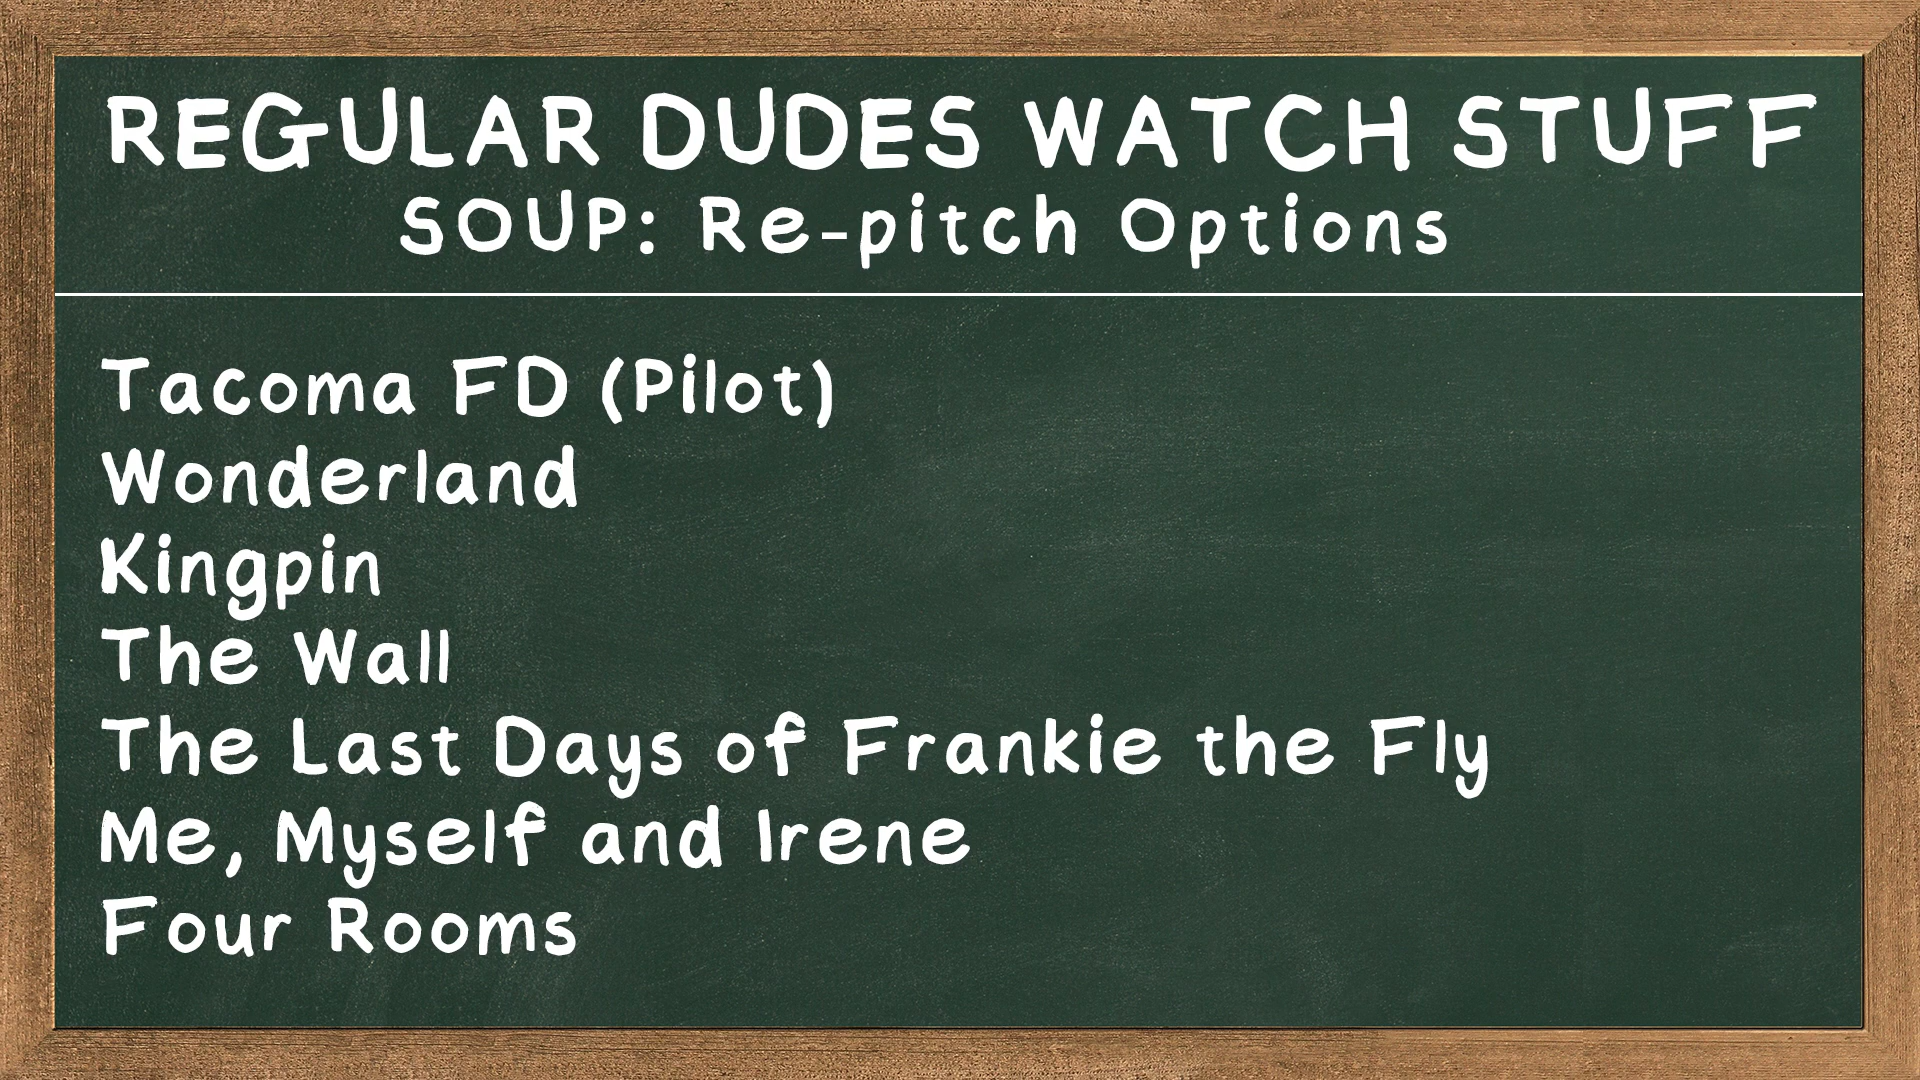 REGULAR DUDES WATCH STUFF
SOUP: Re-pitch Options
Tacoma FD (Pilot)
Wonderland
Kingpin
The Wall
The Last Days of Frankie the Fly
Me, Myself and Irene
Four Rooms